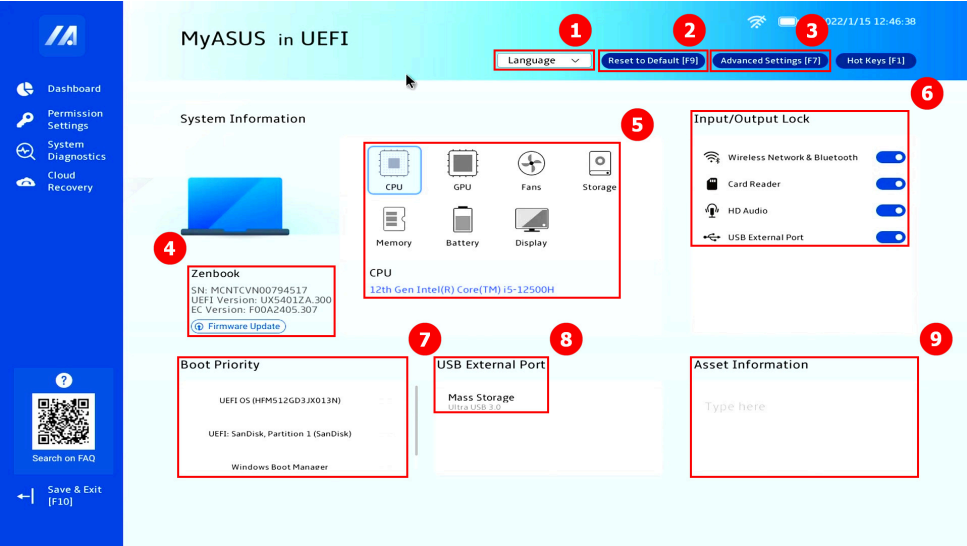 1
2
3
022/1/15 12:46:38
MyASUS in UEFI
Language
Reset to Default [F9]
Advanced Settings [F7]
Hot Keys [F1]
Dashboard
Permission
Settings
System
Diagnostics
Cloud
Recovery
?
Search on FAQ
Save & Exit
[F10]
System Information
5
CPU
GPU
Fans
Storage
Memory
Battery
Display
CPU
12th Gen Intel(R) Core(TM) i5-12500H
4
Zenbook
SN: MCNTCVN00794517
UEFI Version: UX5401ZA.300
EC Version: F00A2405.307
Firmware Update
6
Input/Output Lock
Wireless Network & Bluetooth
Card Reader
HD Audio
USB External Port
7
Boot Priority
UEFI OS (HFM512GD3JX013N)
UEFI: SanDisk, Partition 1 (SanDisk)
Windows Boot Manager
8
USB External Port
Mass Storage
Ultra USB 3.0
9
Asset Information
Type here